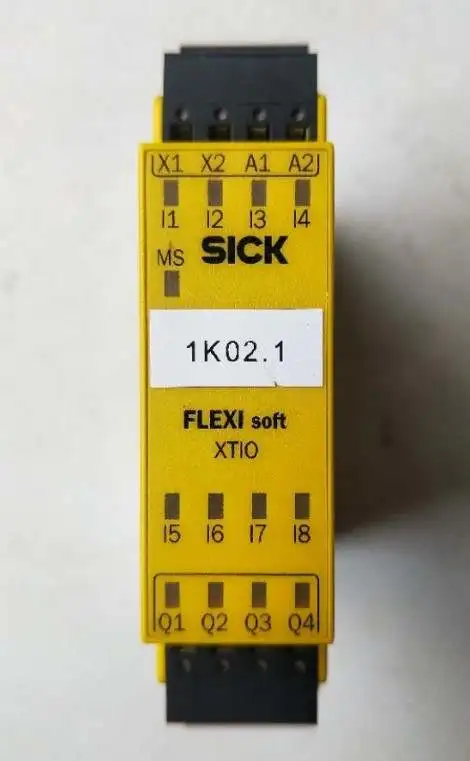 X1 X2 A1 A2
I1 I2 I3 I4
SICK
MS
1K02.1
FLEXI soft
XTIO
I5 I6 I7 I8
Q1 Q2 Q3 Q4